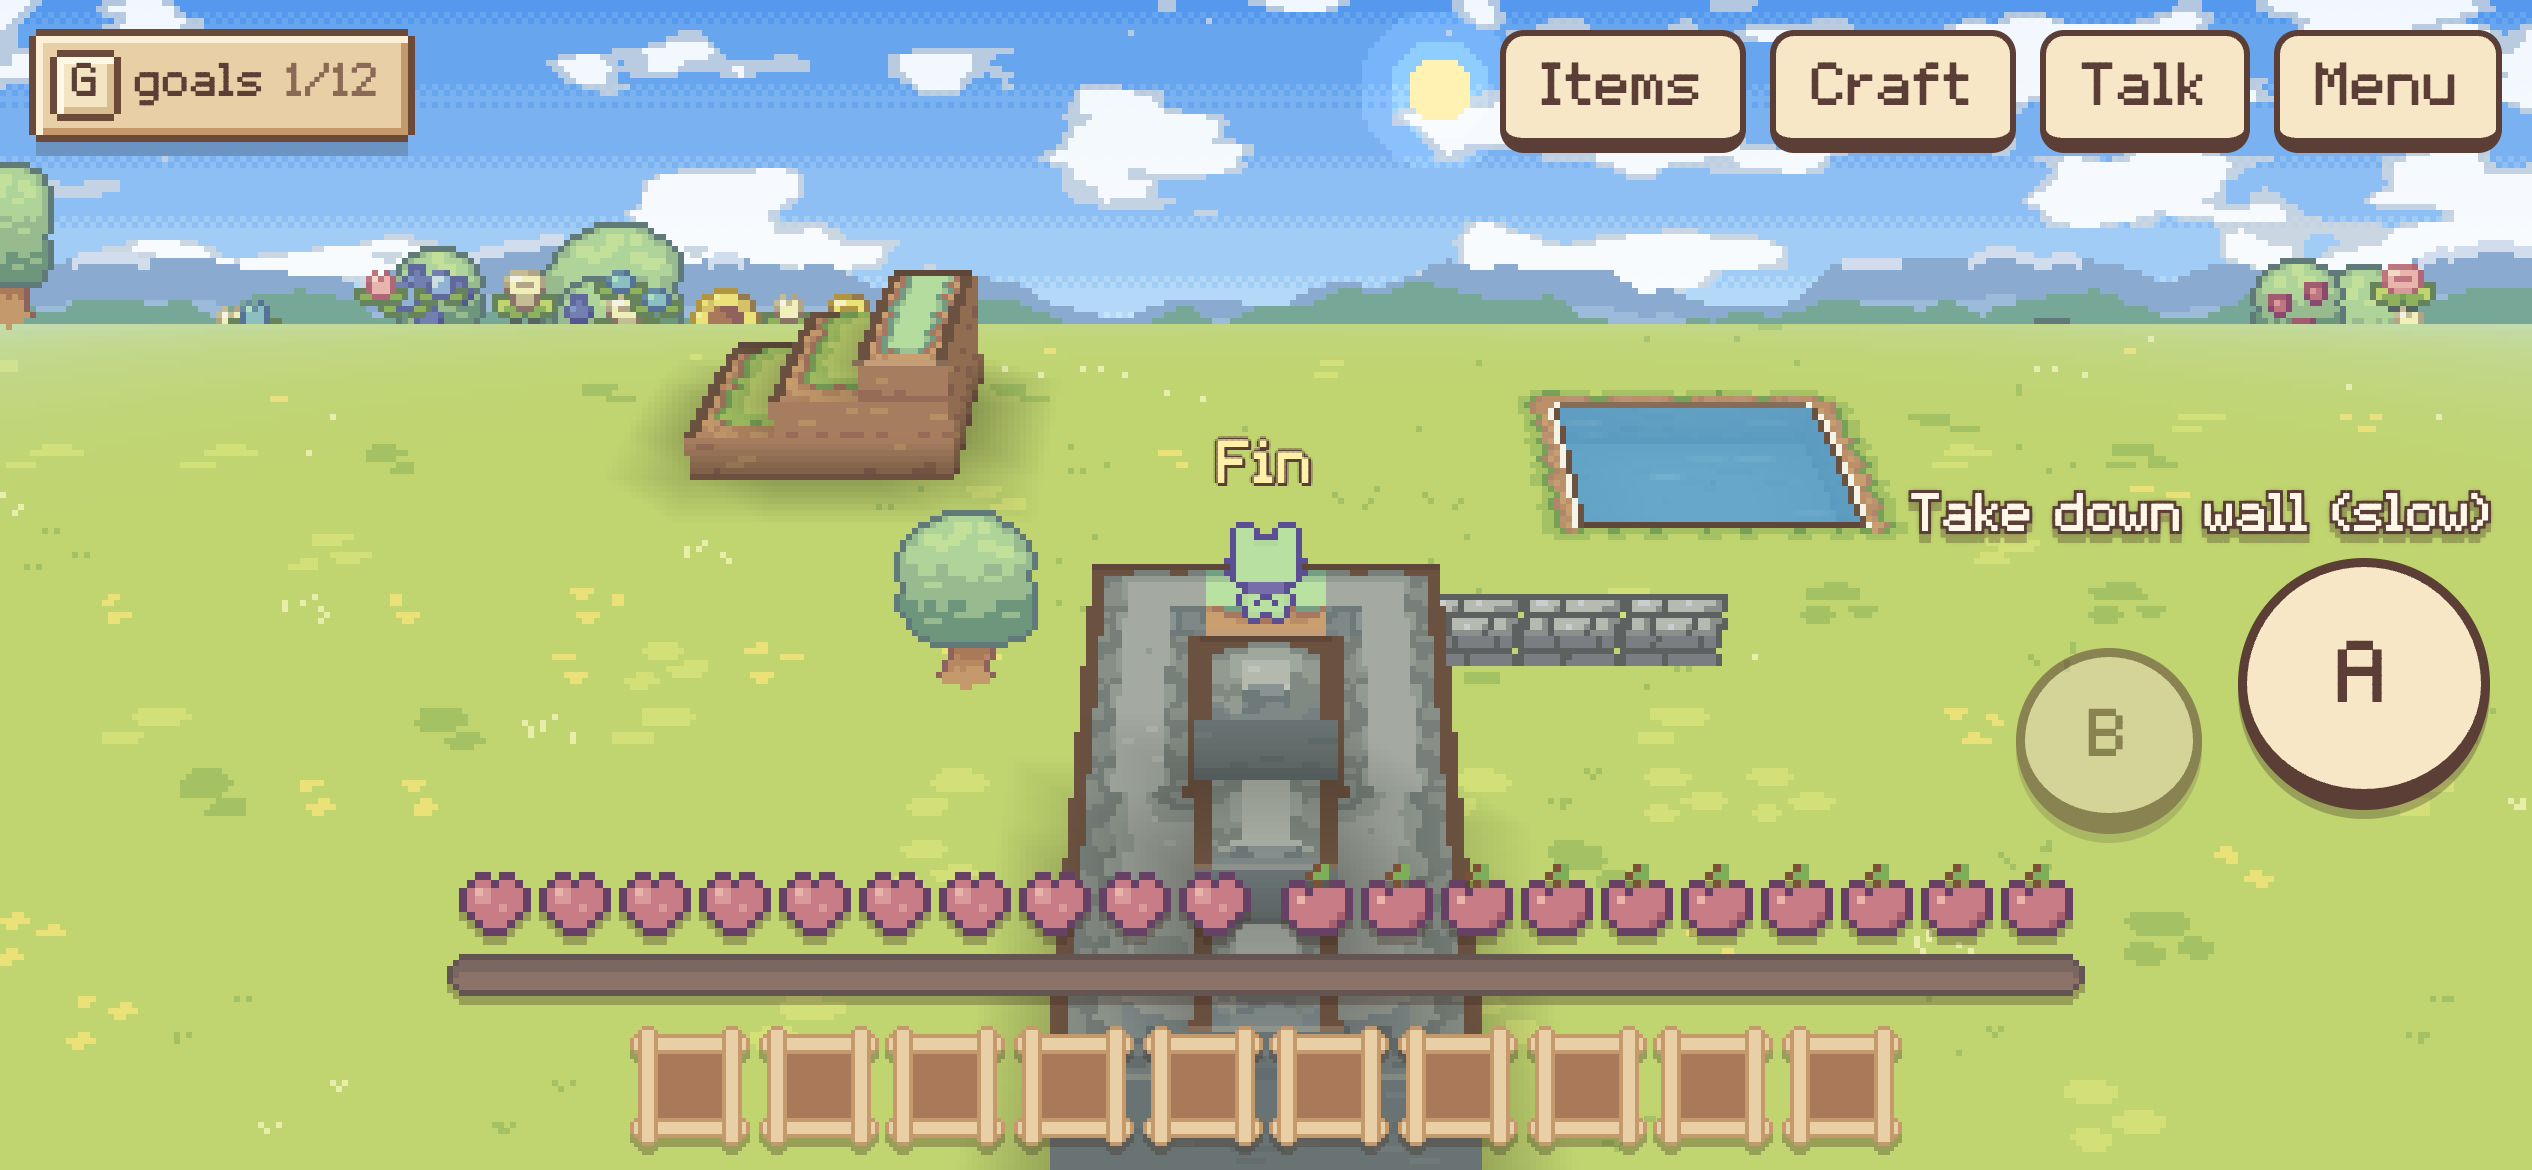 G goals 1/12
Items
Craft
Talk
Menu
Fin
Take down wall (slow)
A
B